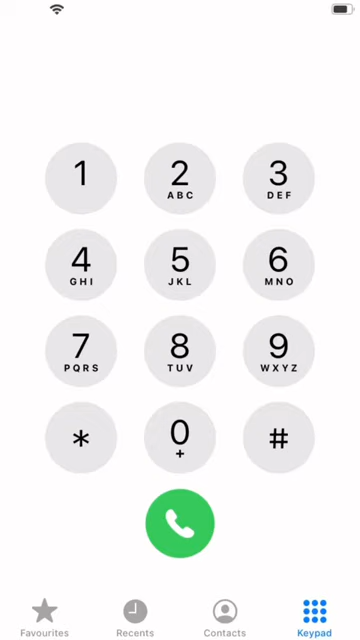 1 2 3
ABC DEF
4 5 6
GHI JKL MNO
7 8 9
PQRS TUV WXYZ
* 0 #
+
Favourites Recents Contacts Keypad